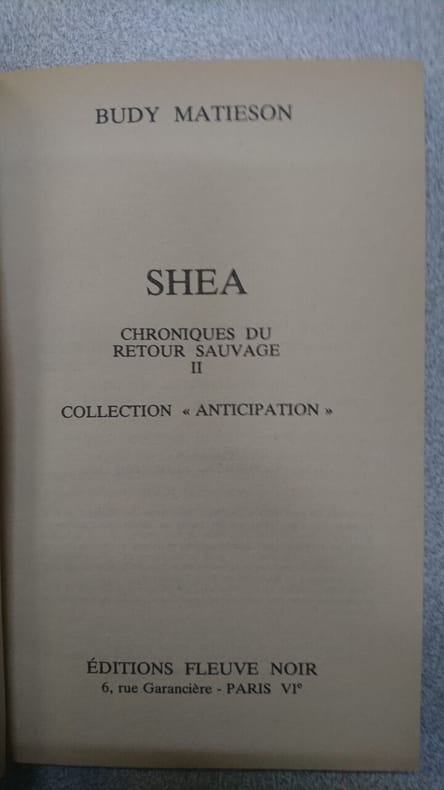 BUDY MATIESON
SHEA
CHRONIQUES DU
RETOUR SAUVAGE
II
COLLECTION « ANTICIPATION »
ÉDITIONS FLEUVE NOIR
6, rue Garancière - PARIS VIᵉ